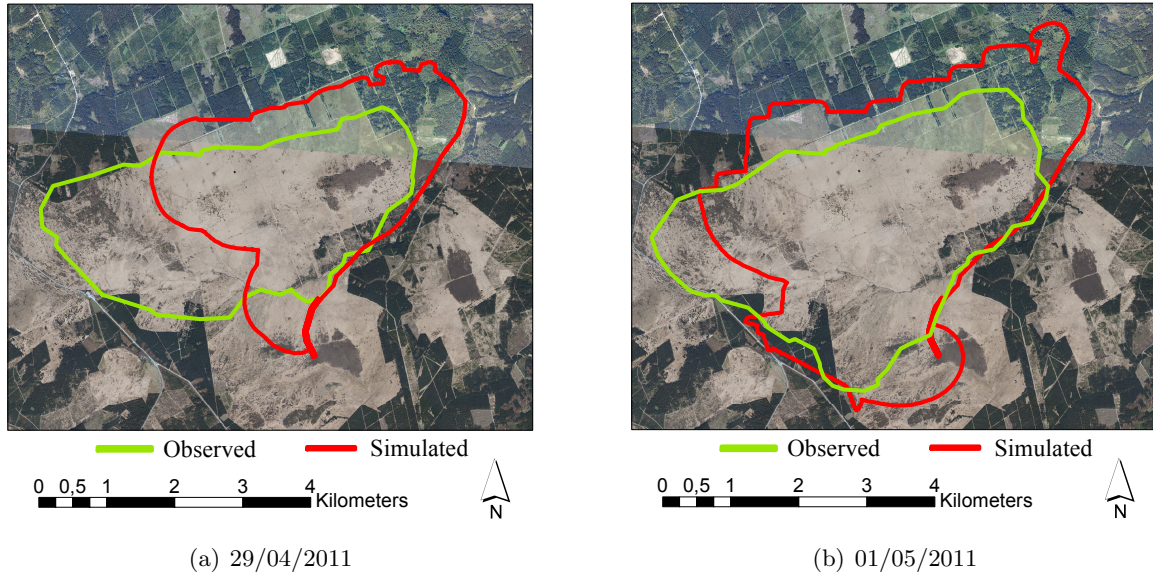 Observed Simulated
0 0,5 1 2 3 4 Kilometers
N
(a) 29/04/2011
Observed Simulated
0 0,5 1 2 3 4 Kilometers
N
(b) 01/05/2011